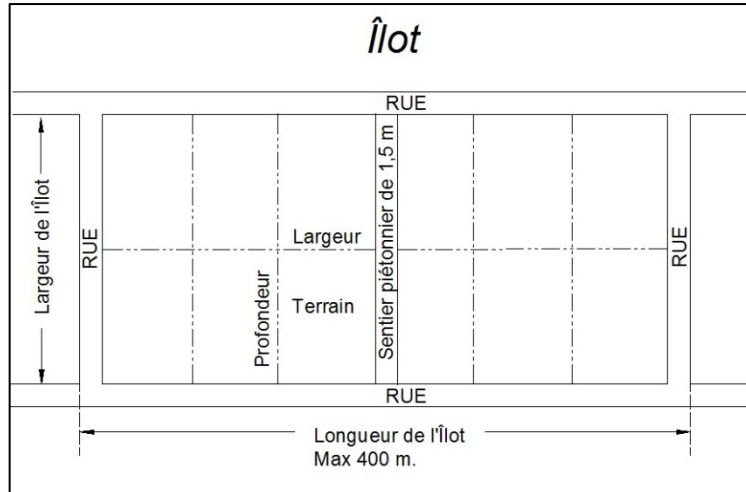 Îlot
RUE
Largeur de l'Îlot
RUE
Largeur
Profondeur
Terrain
Sentier piétonnier de 1,5 m
RUE
RUE
Longueur de l'Îlot
Max 400 m.